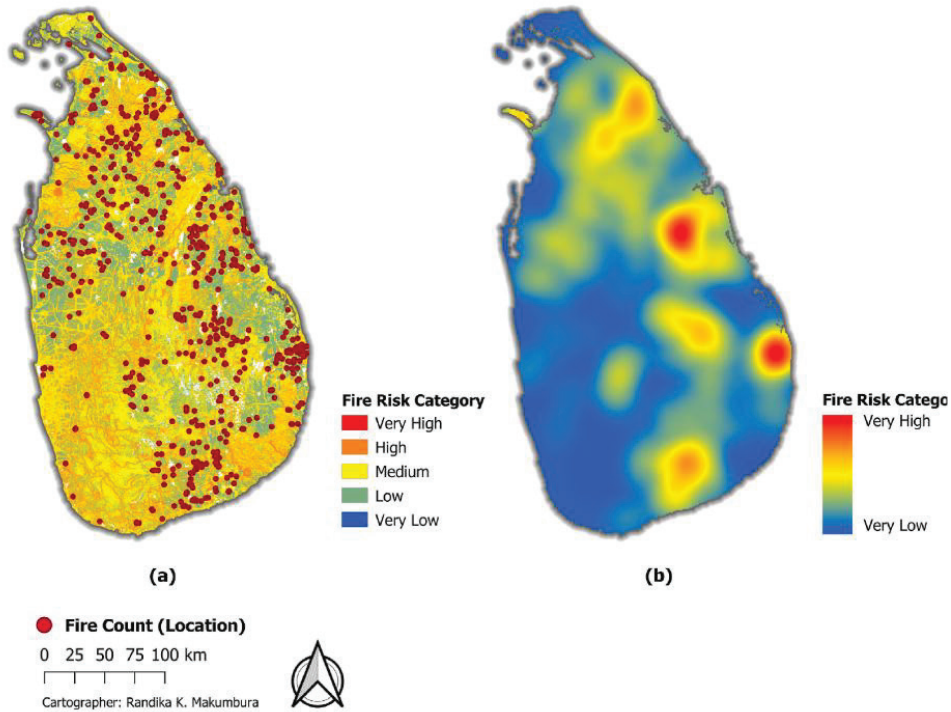 Fire Risk Category
Very High
High
Medium
Low
Very Low
Fire Risk Catego
Very High
Very Low
(a)
(b)
Fire Count (Location)
0 25 50 75 100 km
Cartographer: Randika K. Makumbura